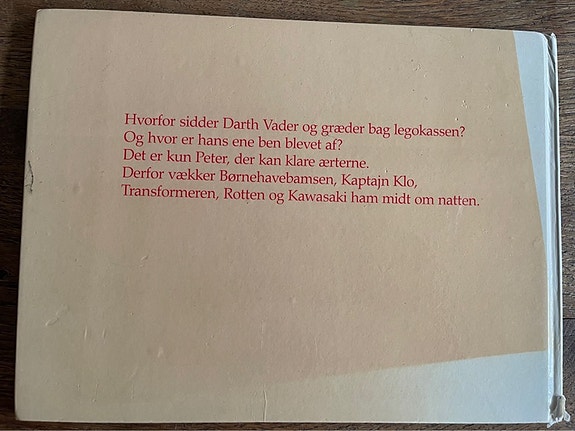 Hvorfor sidder Darth Vader og græder bag legokassen?
Og hvor er hans ene ben blevet af?
Det er kun Peter, der kan klare ærterne.
Derfor vækker Børnehavebamsen, Kaptajn Klo,
Transformeren, Rotten og Kawasaki ham midt om natten.